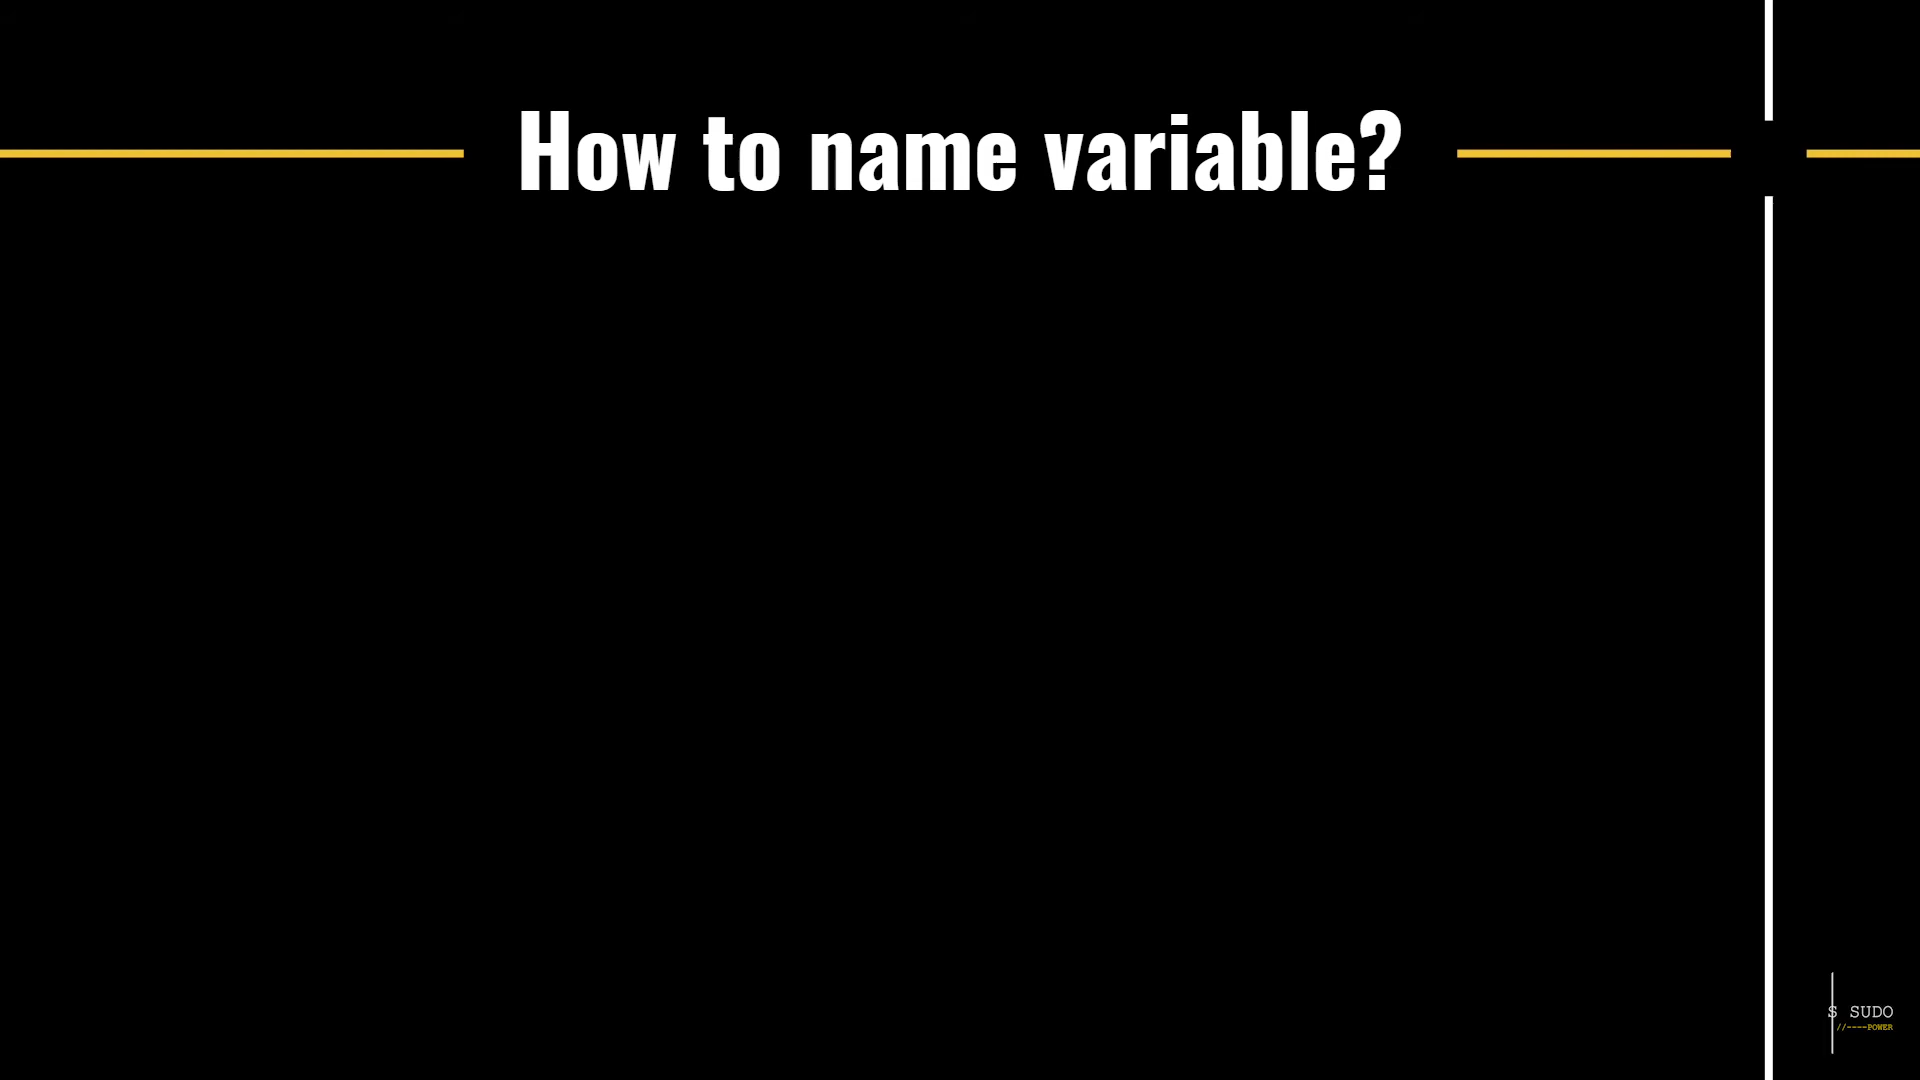 How to name variable?
S SUDO
//----POWER